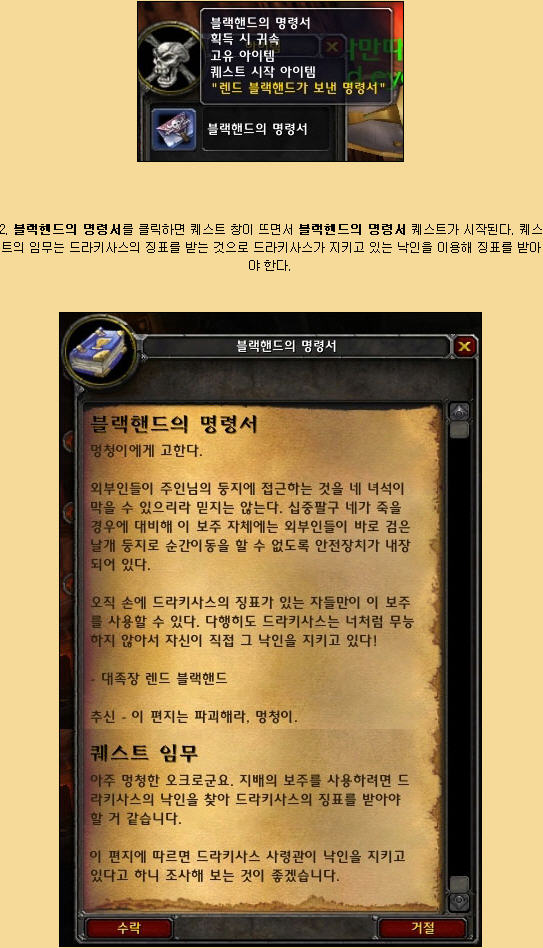 블랙핸드의 명령서
획득 시 귀속
고유 아이템
퀘스트 시작 아이템
"렌드 블랙핸드가 보낸 명령서"
블랙핸드의 명령서
2. 블랙핸드의 명령서를 클릭하면 퀘스트 창이 뜨면서 블랙핸드의 명령서 퀘스트가 시작된다. 퀘스
트의 임무는 드라키사스의 징표를 받는 것으로 드라키사스가 지키고 있는 낙인을 이용해 징표를 받아
야 한다.
블랙핸드의 명령서
블랙핸드의 명령서
멍청이에게 고한다.
외부인들이 주인님의 둥지에 접근하는 것을 네 녀석이
막을 수 있으리라 믿지는 않는다. 십중팔구 네가 죽을
경우에 대비해 이 보주 자체에는 외부인들이 바로 검은
날개 둥지로 순간이동을 할 수 없도록 안전장치가 내장
되어 있다.
오직 손에 드라키사스의 징표가 있는 자들만이 이 보주
를 사용할 수 있다. 다행히도 드라키사스는 너처럼 무능
하지 않아서 자신이 직접 그 낙인을 지키고 있다!
- 대족장 렌드 블랙핸드
추신 - 이 편지는 파괴해라, 멍청이.
퀘스트 임무
아주 멍청한 오크로군요. 지배의 보주를 사용하려면 드
라키사스의 낙인을 찾아 드라키사스의 징표를 받아야
할 거 같습니다.
이 편지에 따르면 드라키사스 사령관이 낙인을 지키고
있다고 하니 조사해 보는 것이 좋겠습니다.
수락
거절